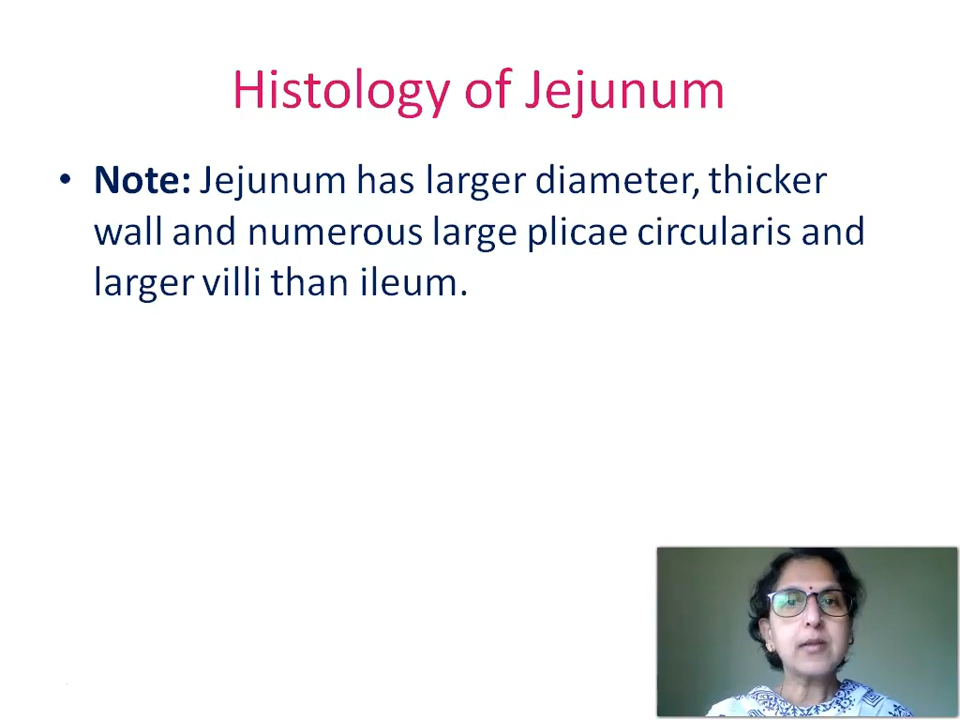 Histology of Jejunum
• Note: Jejunum has larger diameter, thicker
wall and numerous large plicae circularis and
larger villi than ileum.